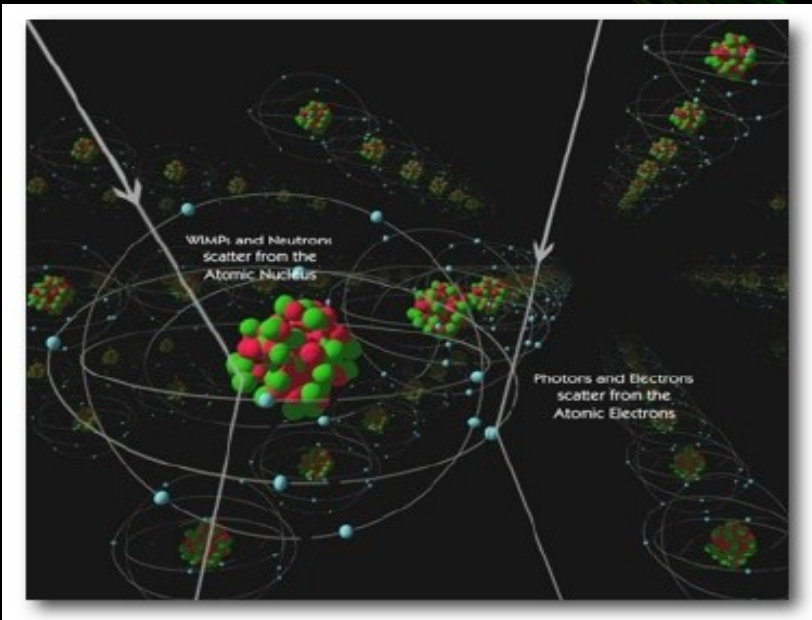 WIMPs and Neutrons
scatter from the
Atomic Nucleus
Photons and Electrons
scatter from the
Atomic Electrons